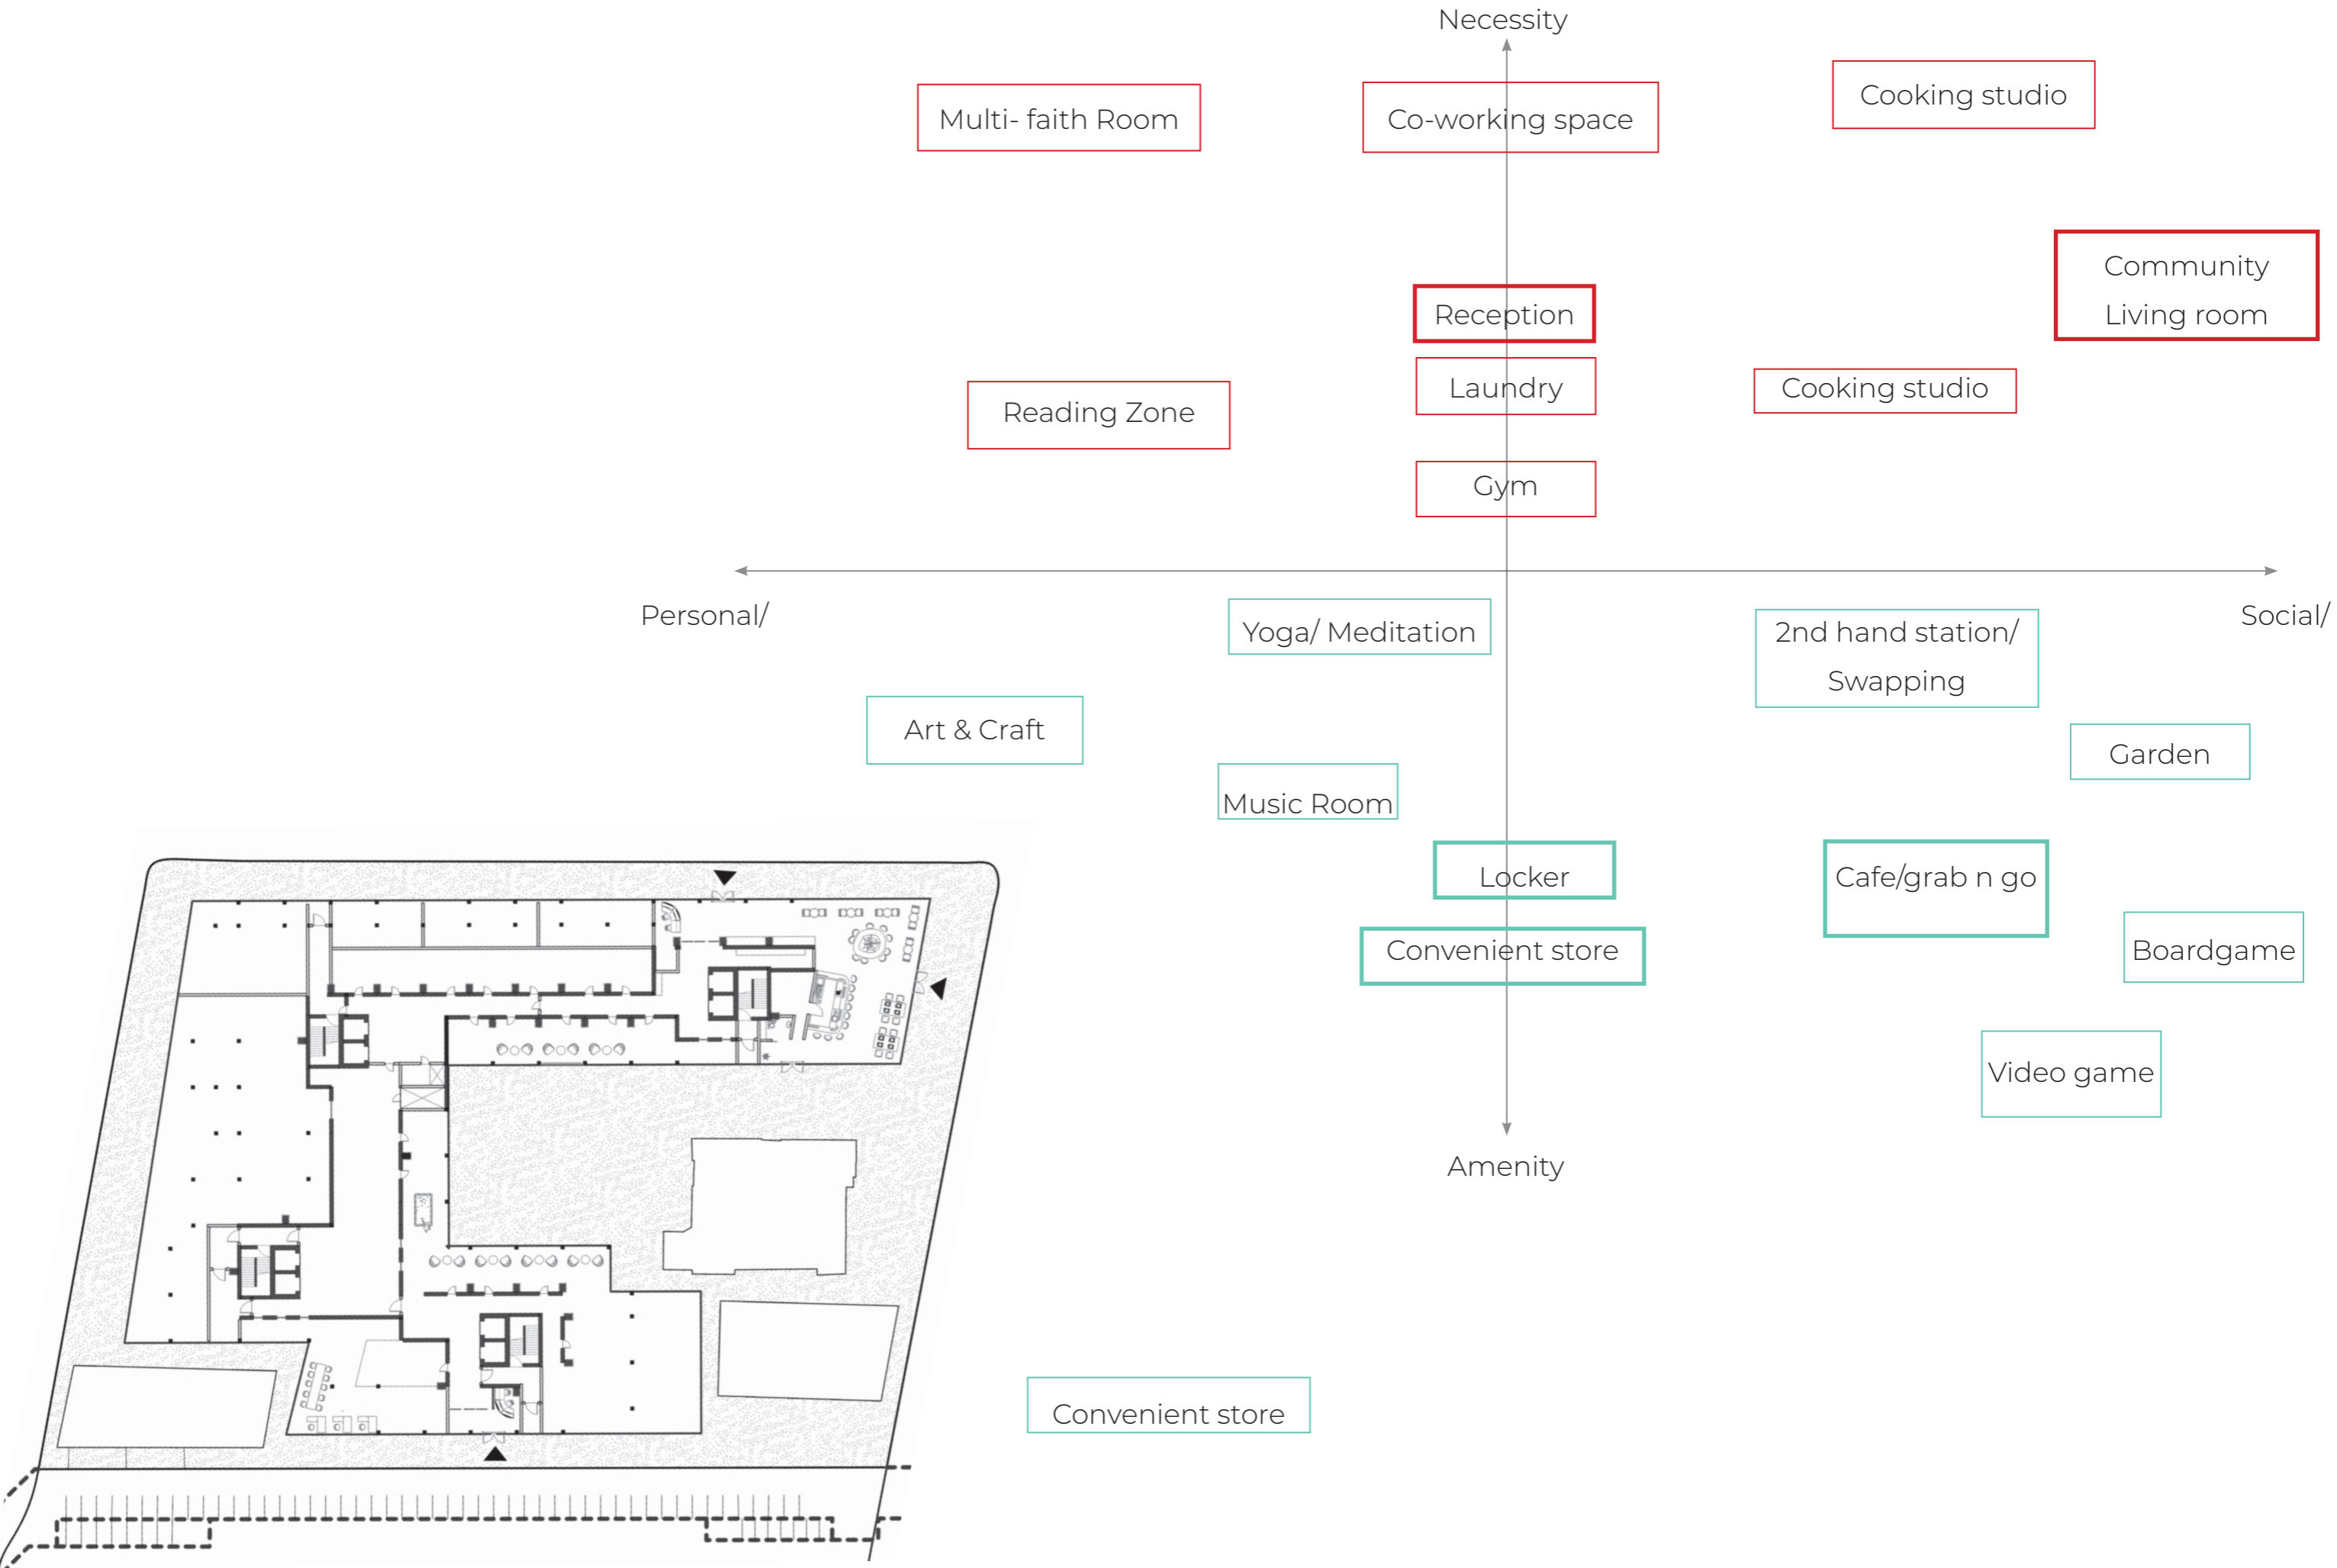 Necessity
Cooking studio
Multi- faith Room
Co-working space
Community
Living room
Reception
Laundry
Cooking studio
Reading Zone
Gym
Personal/
Social/
Yoga/ Meditation
2nd hand station/
Swapping
Art & Craft
Garden
Music Room
Locker
Cafe/grab n go
Convenient store
Boardgame
Video game
Amenity
Convenient store